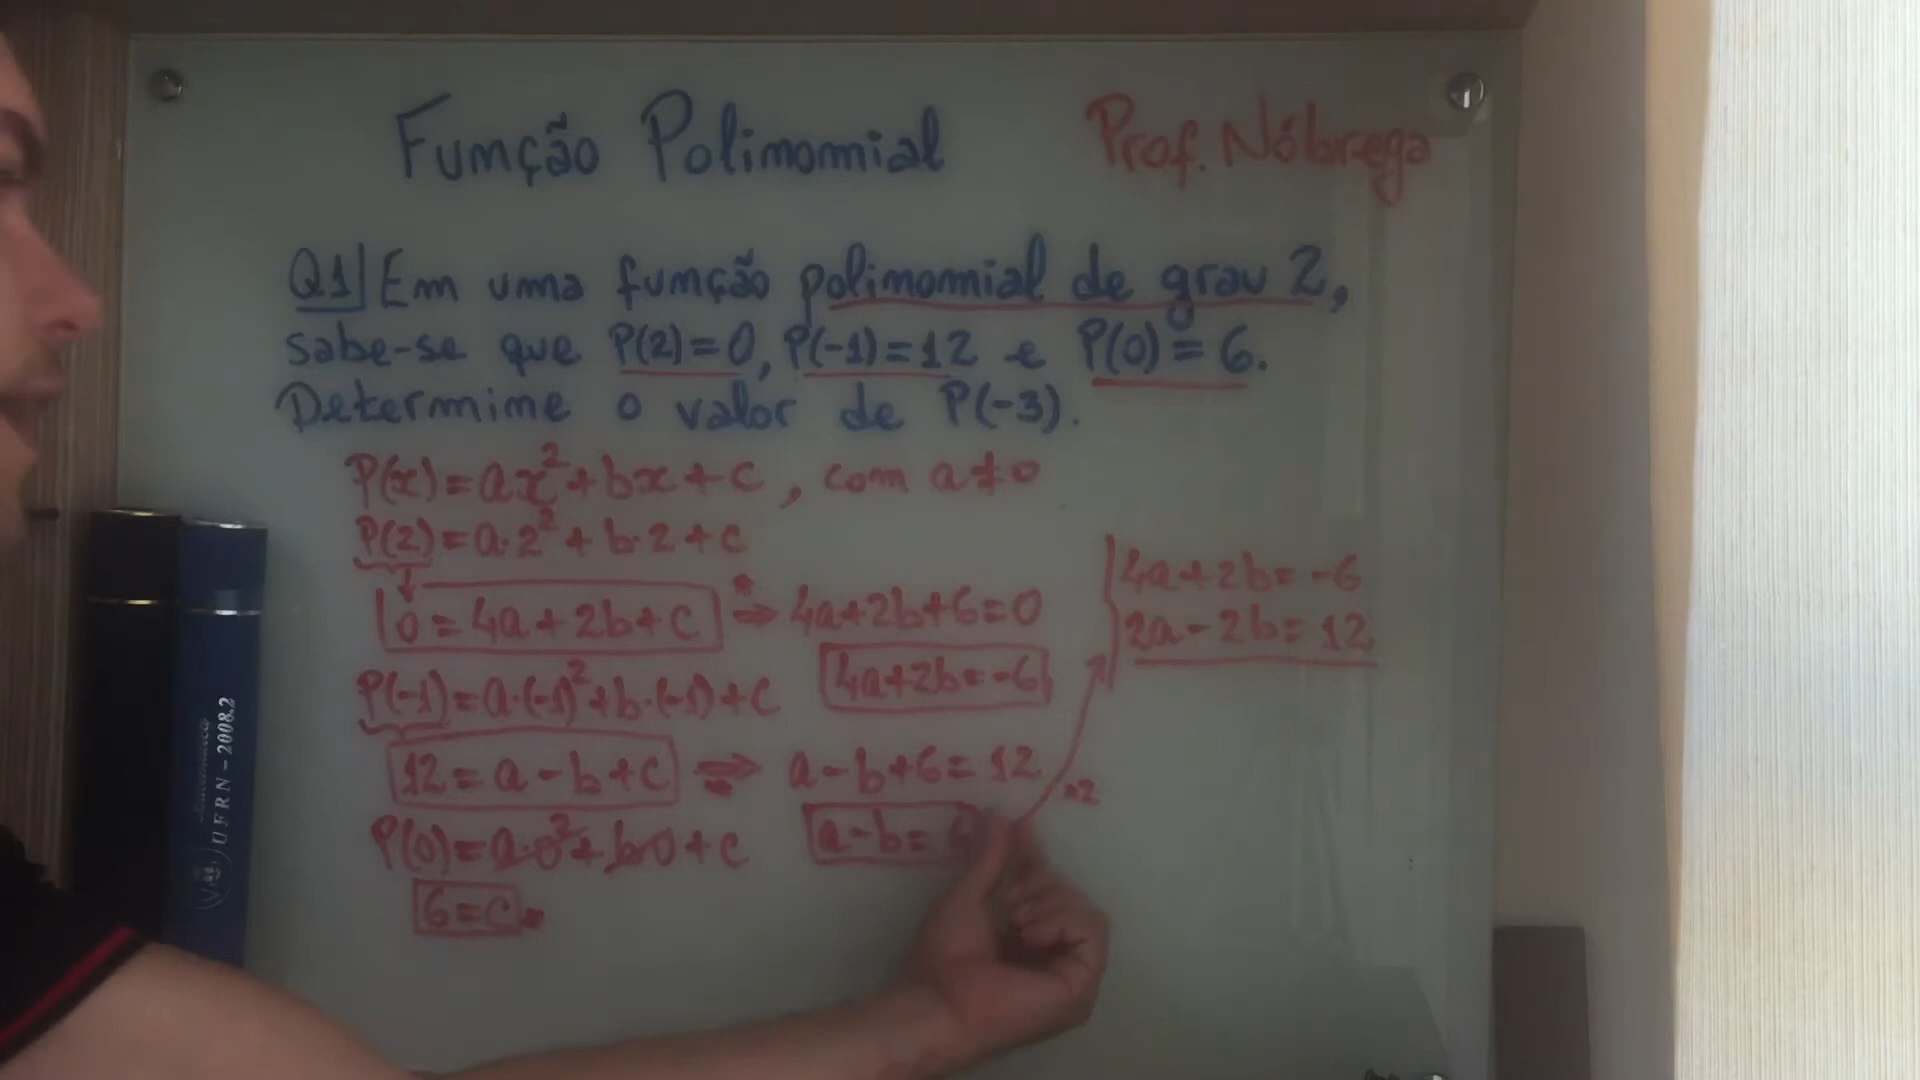 Função Polinomial
Prof. Nóbrega
Q1) Em uma função polinomial de grau 2,
sabe-se que P(2)=0, P(-1)=12 e P(0)=6.
Determine o valor de P(-3).
P(x)=ax²+bx+c, com a≠0
P(2)=a·2²+b·2+c
0=4a+2b+c ⇒ 4a+2b+6=0
4a+2b=-6
P(-1)=a·(-1)²+b·(-1)+c
12=a-b+c ⇒ a-b+6=12
a-b=
P(0)=a·0²+b·0+c
6=c
·2
4a+2b=-6
2a-2b=12
UFRN-2008.2